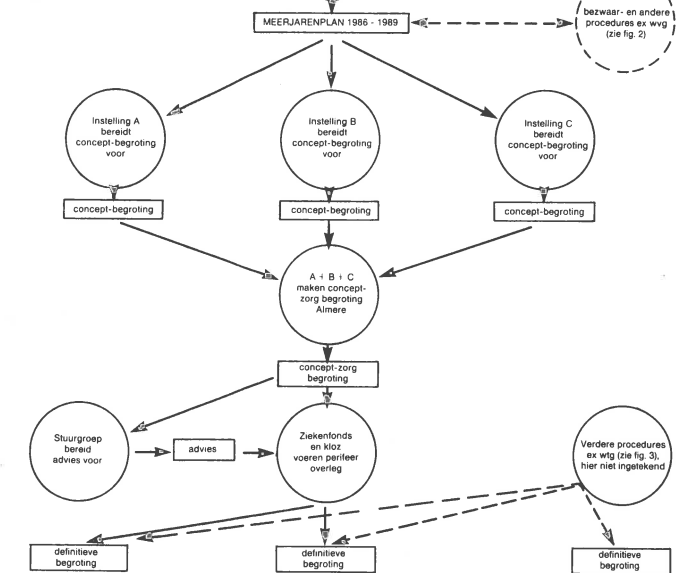 bezwaar- en andere
procedures ex wvg
(zie fig. 2)
MEERJARENPLAN 1986 - 1989
Instelling A
bereidt
concept-begroting
voor
Instelling B
bereidt
concept-begroting
voor
Instelling C
bereidt
concept-begroting
voor
concept-begroting
concept-begroting
concept-begroting
A + B + C
maken concept-
zorg begroting
Almere
concept-zorg
begroting
Stuurgroep
bereid
advies voor
advies
Ziekenfonds
en kloz
voeren perifeer
overleg
Verdere procedures
ex wtg (zie fig. 3),
hier niet ingetekend
definitieve
begroting
definitieve
begroting
definitieve
begroting